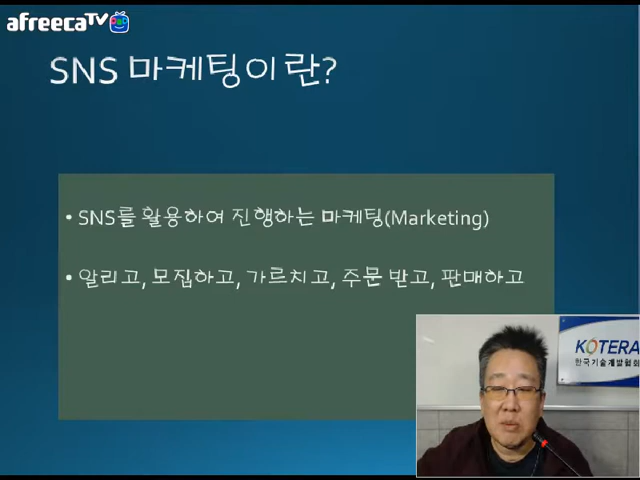 afreecaTV
SNS 마케팅이란?
• SNS를 활용하여 진행하는 마케팅(Marketing)
• 알리고, 모집하고, 가르치고, 주문 받고, 판매하고
KOTERA
한국기술개발협회